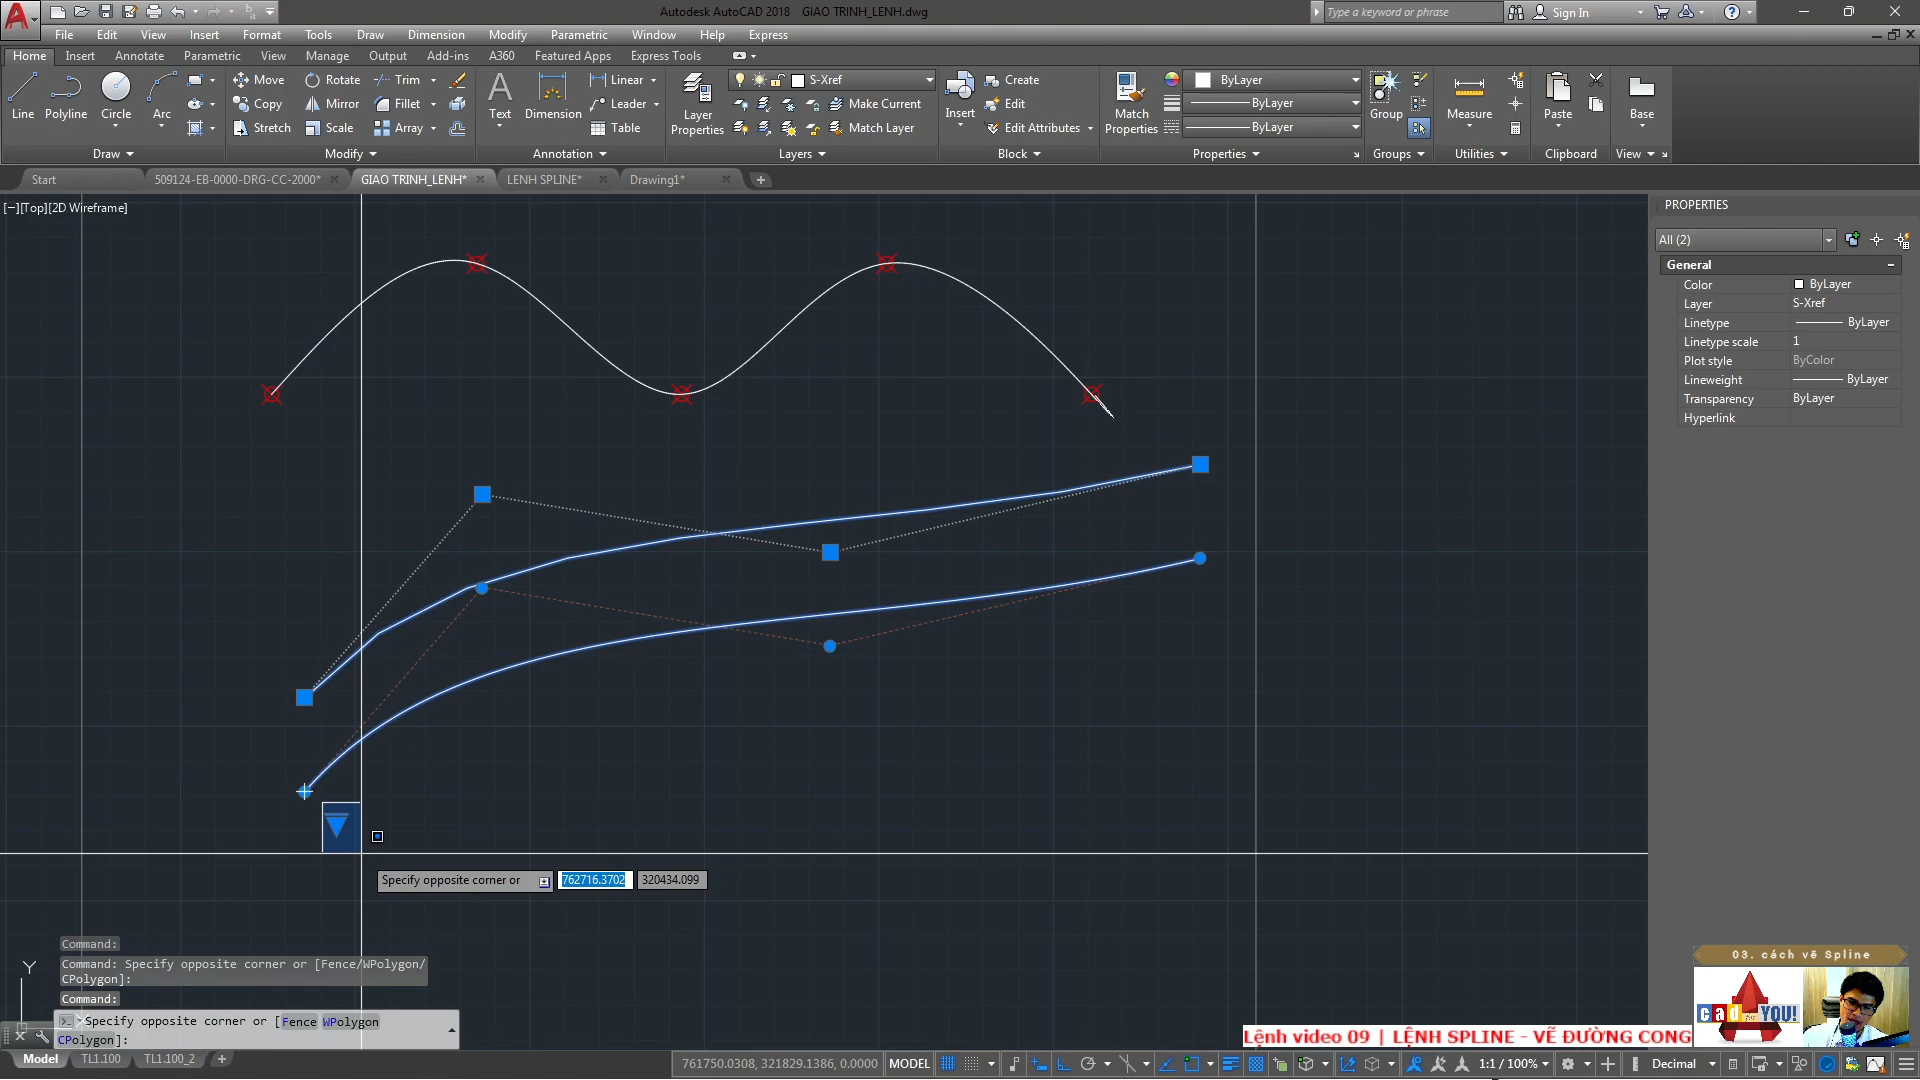 Autodesk AutoCAD 2018 GIAO TRINH_LENH.dwg
Type a keyword or phrase
Sign In
File Edit View Insert Format Tools Draw Dimension Modify Parametric Window Help Express
Home Insert Annotate Parametric View Manage Output Add-ins A360 Featured Apps Express Tools
Line Polyline Circle Arc
Move Rotate Trim
Copy Mirror Fillet
Stretch Scale Array
Text Dimension
Linear
Leader
Table
Layer Properties
S-Xref
Make Current
Match Layer
Insert
Create
Edit
Edit Attributes
Match Properties
ByLayer
ByLayer
ByLayer
Group
Measure
Paste
Base
Draw Modify Annotation Layers Block Properties Groups Utilities Clipboard View
Start 509124-EB-0000-DRG-CC-2000* GIAO TRINH_LENH* LENH SPLINE* Drawing1*
[−][Top][2D Wireframe]
PROPERTIES
All (2)
General
Color ByLayer
Layer S-Xref
Linetype ByLayer
Linetype scale 1
Plot style ByColor
Lineweight ByLayer
Transparency ByLayer
Hyperlink
Specify opposite corner or 762716.3702 320434.099
Command:
Command: Specify opposite corner or [Fence/WPolygon/
CPolygon]:
Command:
Specify opposite corner or [Fence WPolygon
CPolygon]:
Y
03. cách vẽ Spline
cad for YOU!
Lệnh video 09 | LỆNH SPLINE - VẼ ĐƯỜNG CONG
Model TL1.100 TL1.100_2
761750.0308, 321829.1386, 0.0000 MODEL 1:1 / 100% Decimal